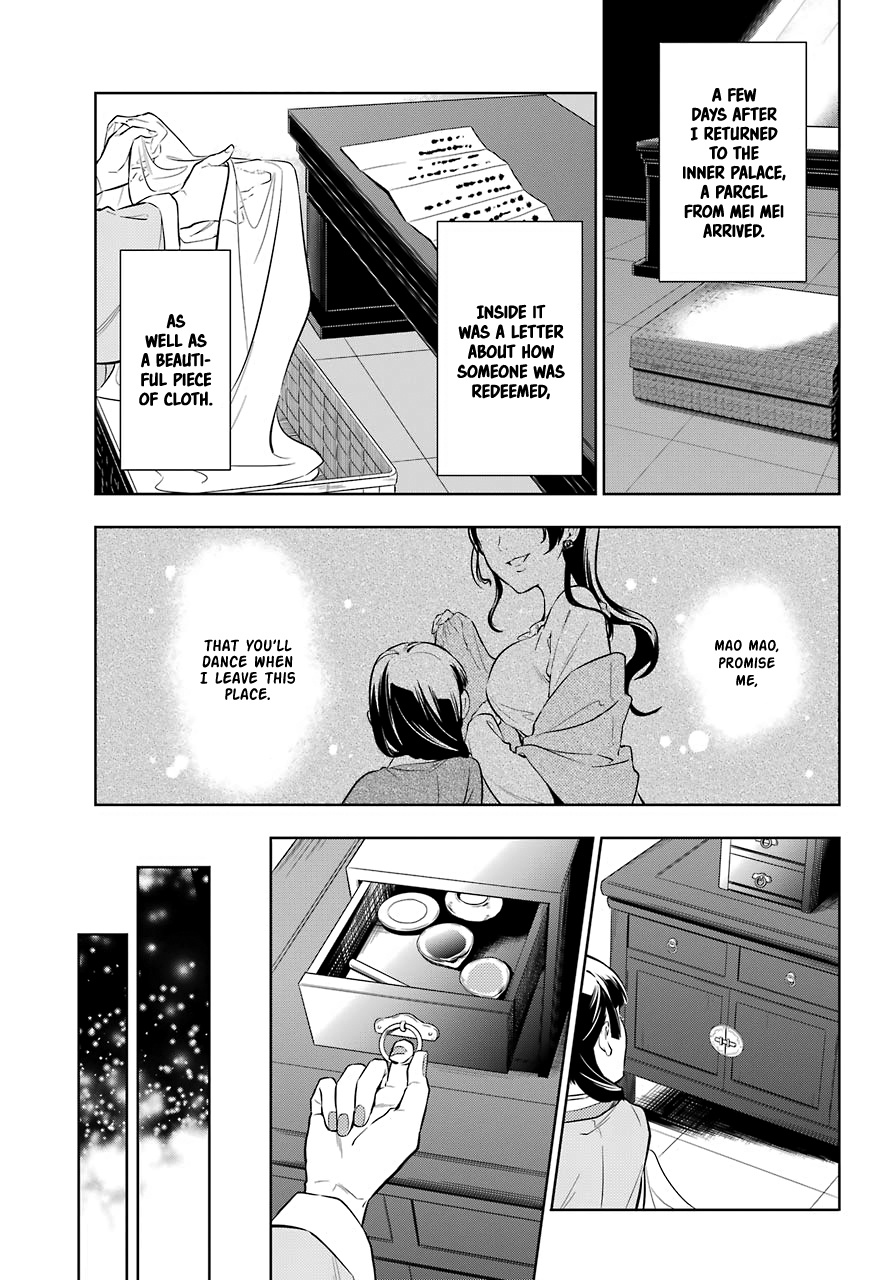 A FEW
DAYS AFTER
I RETURNED
TO THE
INNER PALACE,
A PARCEL
FROM MEI MEI
ARRIVED.
INSIDE IT
WAS A LETTER
ABOUT HOW
SOMEONE WAS
REDEEMED,
AS
WELL AS
A BEAUTI-
FUL PIECE
OF CLOTH.
MAO MAO,
PROMISE
ME,
THAT YOU'LL
DANCE WHEN
I LEAVE THIS
PLACE.